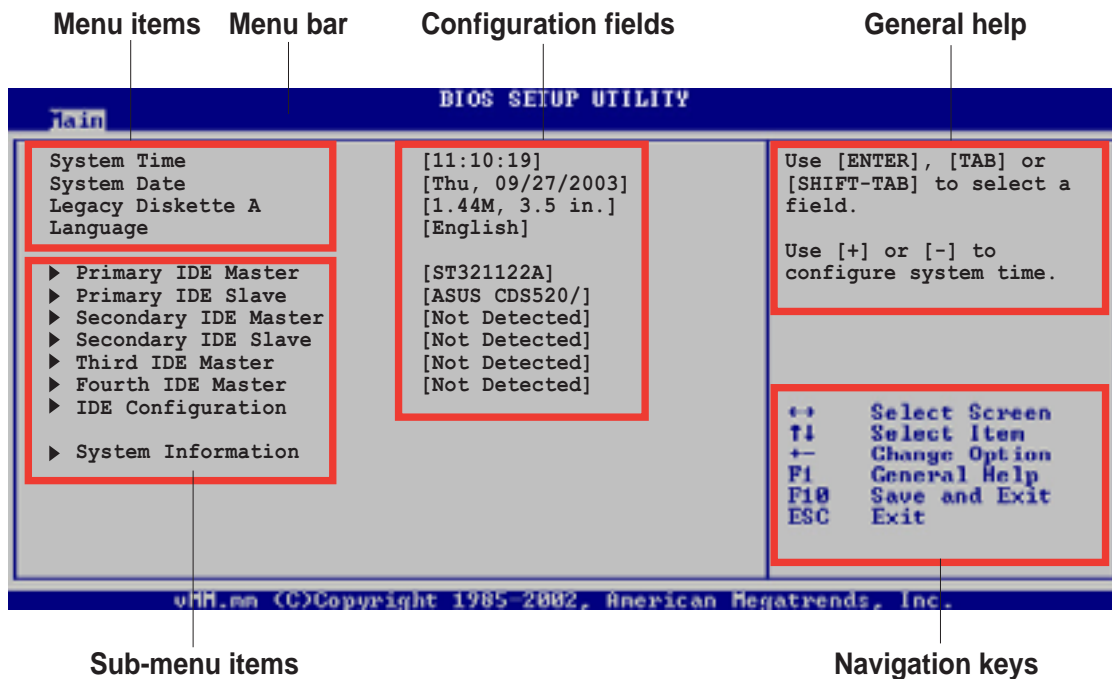 Menu items Menu bar Configuration fields General help
BIOS SETUP UTILITY
Main
System Time [11:10:19]
System Date [Thu, 09/27/2003]
Legacy Diskette A [1.44M, 3.5 in.]
Language [English]
▶ Primary IDE Master [ST321122A]
▶ Primary IDE Slave [ASUS CDS520/]
▶ Secondary IDE Master [Not Detected]
▶ Secondary IDE Slave [Not Detected]
▶ Third IDE Master [Not Detected]
▶ Fourth IDE Master [Not Detected]
▶ IDE Configuration
▶ System Information
Use [ENTER], [TAB] or
[SHIFT-TAB] to select a
field.
Use [+] or [-] to
configure system time.
←→ Select Screen
↑↓ Select Item
+- Change Option
F1 General Help
F10 Save and Exit
ESC Exit
vMM.mm (C)Copyright 1985-2002, American Megatrends, Inc.
Sub-menu items Navigation keys